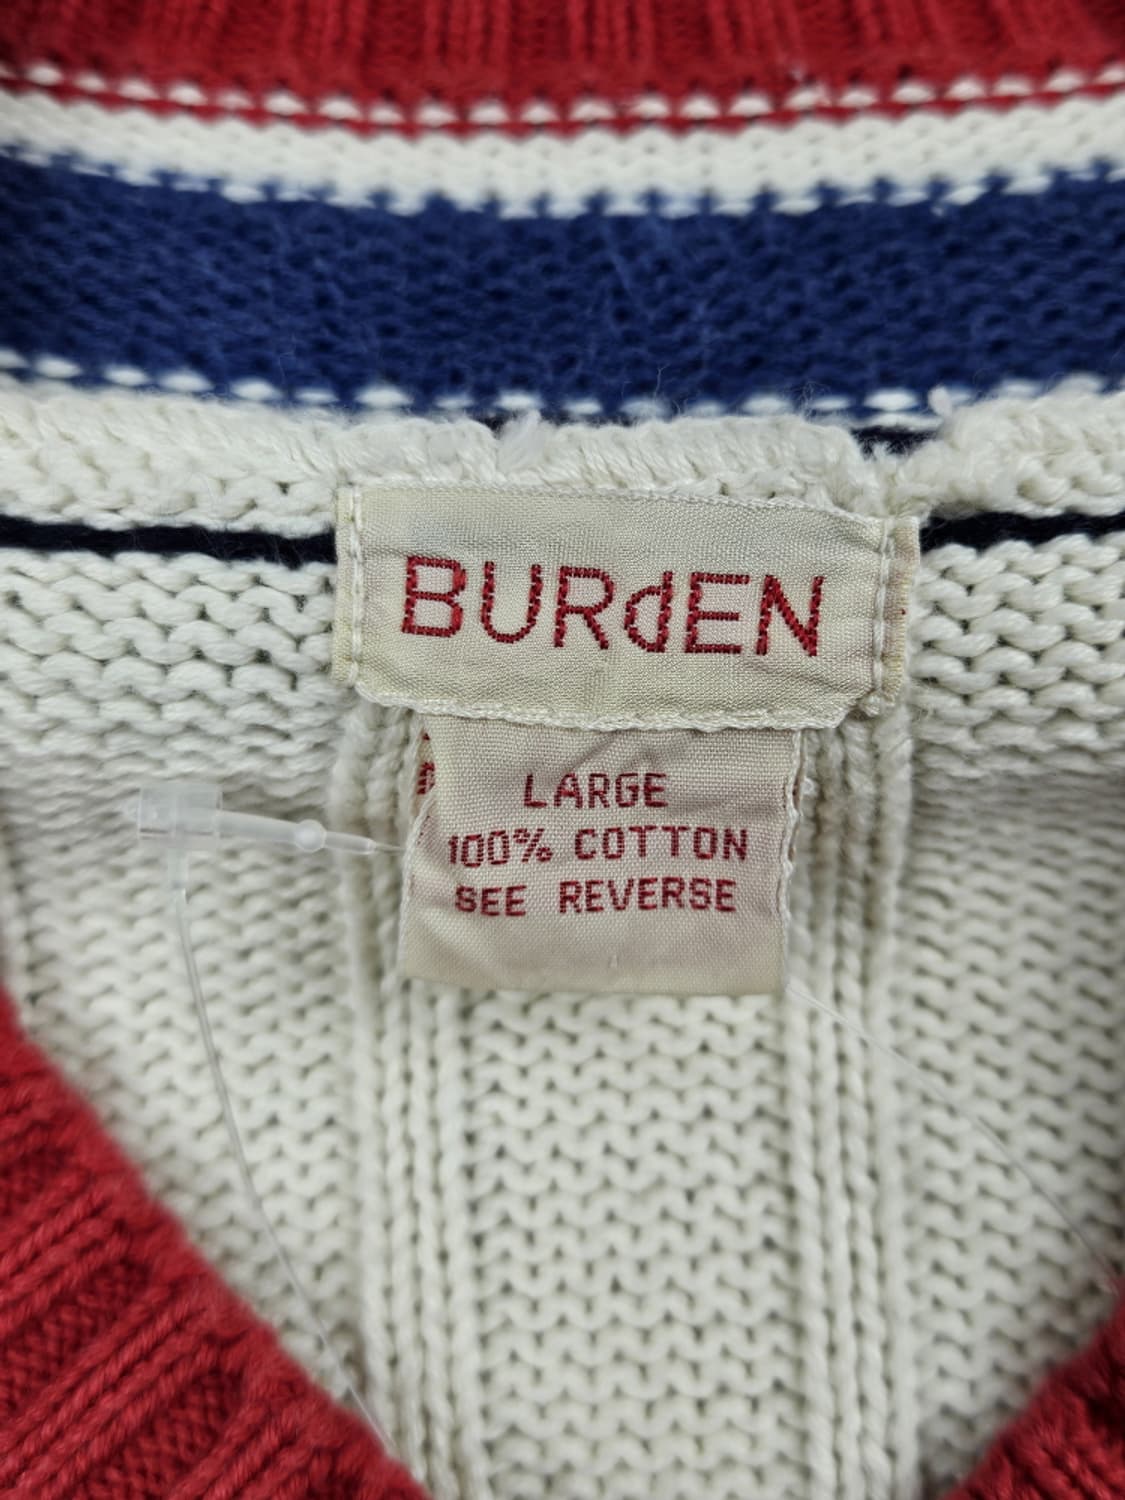 BURdEN
LARGE
100% COTTON
SEE REVERSE